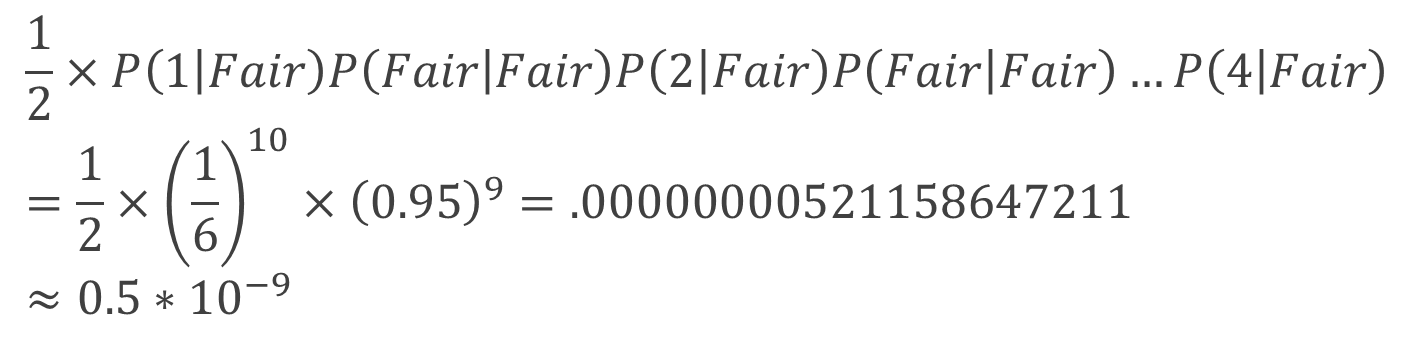 1/2 × P(1|Fair)P(Fair|Fair)P(2|Fair)P(Fair|Fair) … P(4|Fair)
= 1/2 × (1/6)^10 × (0.95)^9 = .00000000521158647211
≈ 0.5 * 10^−9